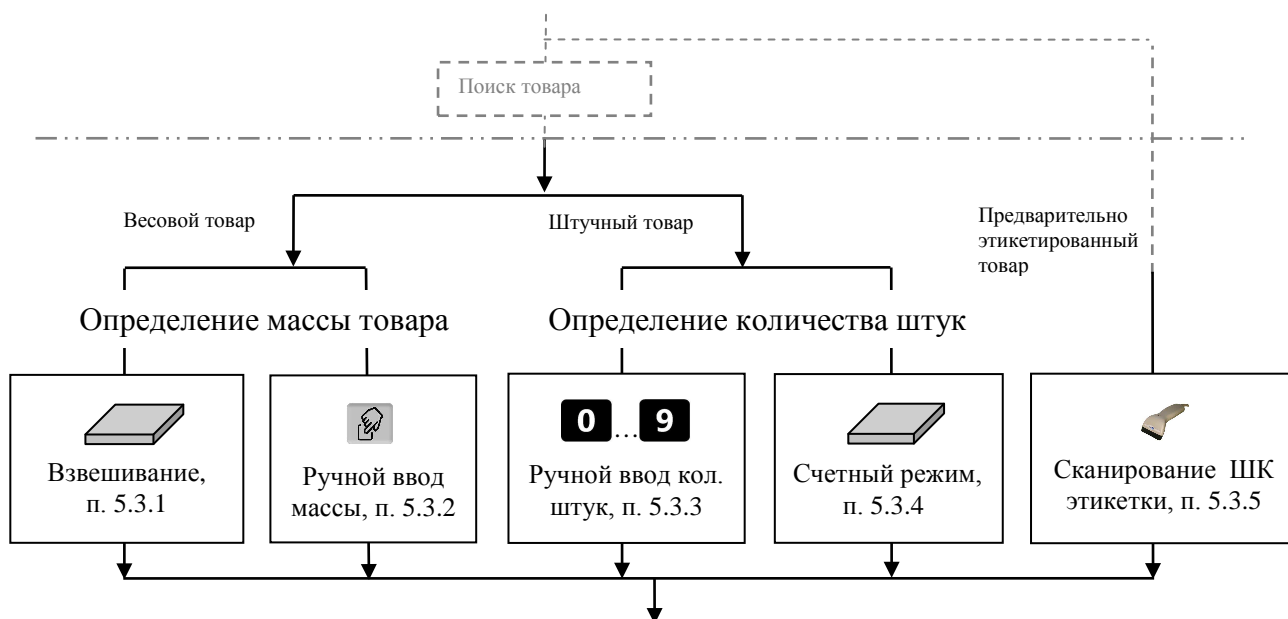 Поиск товара
Весовой товар
Штучный товар
Предварительно
этикетированный
товар
Определение массы товара
Определение количества штук
Взвешивание,
п. 5.3.1
Ручной ввод
массы, п. 5.3.2
0...9
Ручной ввод кол.
штук, п. 5.3.3
Счетный режим,
п. 5.3.4
Сканирование ШК
этикетки, п. 5.3.5